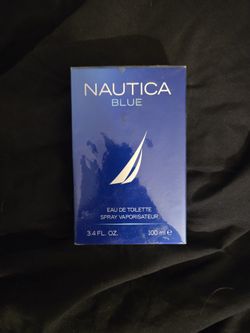 NAUTICA
BLUE
EAU DE TOILETTE
SPRAY VAPORISATEUR
3.4 FL. OZ. 100 ml ℮